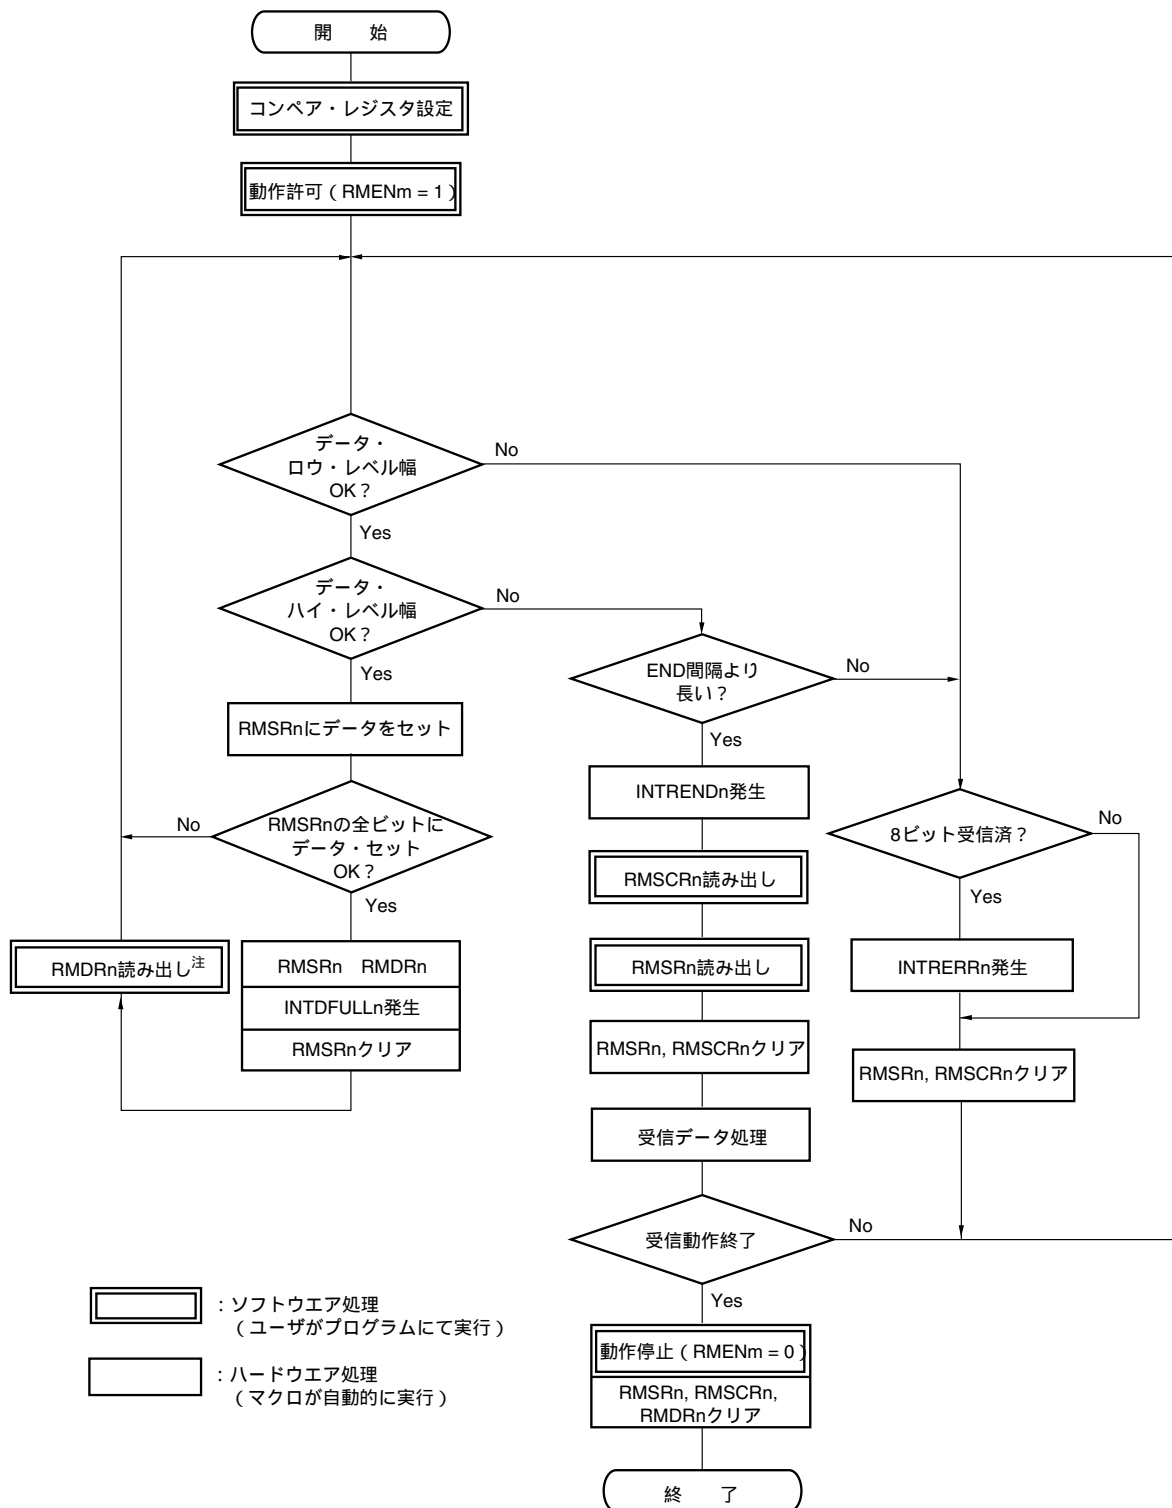 開　始
コンペア・レジスタ設定
動作許可（RMENm = 1）
データ・
ロウ・レベル幅
OK？
No
Yes
データ・
ハイ・レベル幅
OK？
No
Yes
END間隔より
長い？
No
Yes
RMSRnにデータをセット
INTRENDn発生
RMSRnの全ビットに
データ・セット
OK？
No
Yes
8ビット受信済？
No
Yes
RMSCRn読み出し
RMDRn読み出し注
RMSRn　RMDRn
INTDFULLn発生
RMSRnクリア
RMSRn読み出し
INTRERRn発生
RMSRn, RMSCRnクリア
RMSRn, RMSCRnクリア
受信データ処理
受信動作終了
No
Yes
：ソフトウエア処理
（ユーザがプログラムにて実行）
動作停止（RMENm = 0）
RMSRn, RMSCRn,
RMDRnクリア
：ハードウエア処理
（マクロが自動的に実行）
終　了